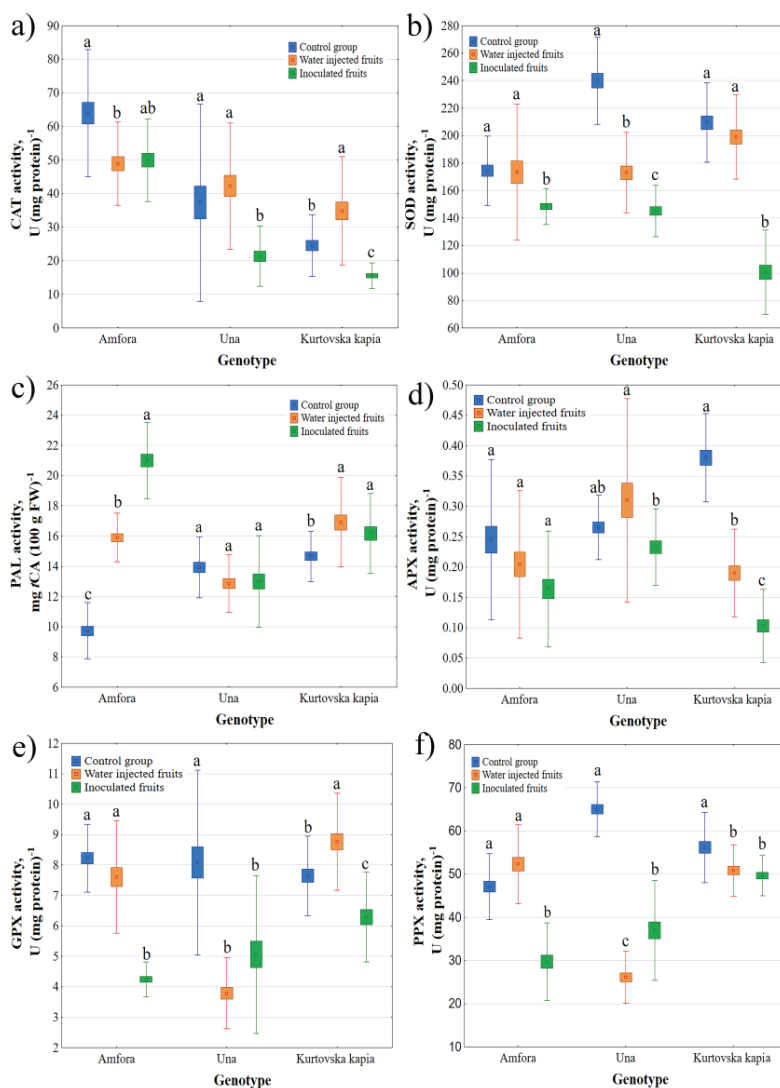 a)
CAT activity,
U (mg protein)⁻¹
90
80
70
60
50
40
30
20
10
0
Control group
Water injected fruits
Inoculated fruits
a
b
ab
a
a
b
b
a
c
Amfora
Una
Kurtovska kapia
Genotype
b)
SOD activity,
U (mg protein)⁻¹
280
260
240
220
200
180
160
140
120
100
80
60
Control group
Water injected fruits
Inoculated fruits
a
a
b
a
b
c
a
a
b
Amfora
Una
Kurtovska kapia
Genotype
c)
PAL activity,
mg tCA (100 g FW)⁻¹
22
20
18
16
14
12
10
8
6
Control group
Water injected fruits
Inoculated fruits
c
b
a
a
a
a
b
a
a
Amfora
Una
Kurtovska kapia
Genotype
d)
APX activity,
U (mg protein)⁻¹
0.50
0.45
0.40
0.35
0.30
0.25
0.20
0.15
0.10
0.05
0.00
Control group
Water injected fruits
Inoculated fruits
a
a
a
ab
a
b
a
b
c
Amfora
Una
Kurtovska kapia
Genotype
e)
GPX activity,
U (mg protein)⁻¹
12
11
10
9
8
7
6
5
4
3
2
Control group
Water injected fruits
Inoculated fruits
a
a
b
a
b
b
b
a
c
Amfora
Una
Kurtovska kapia
Genotype
f)
PPX activity,
U (mg protein)⁻¹
80
70
60
50
40
30
20
10
Control group
Water injected fruits
Inoculated fruits
a
a
b
a
c
b
a
b
b
Amfora
Una
Kurtovska kapia
Genotype